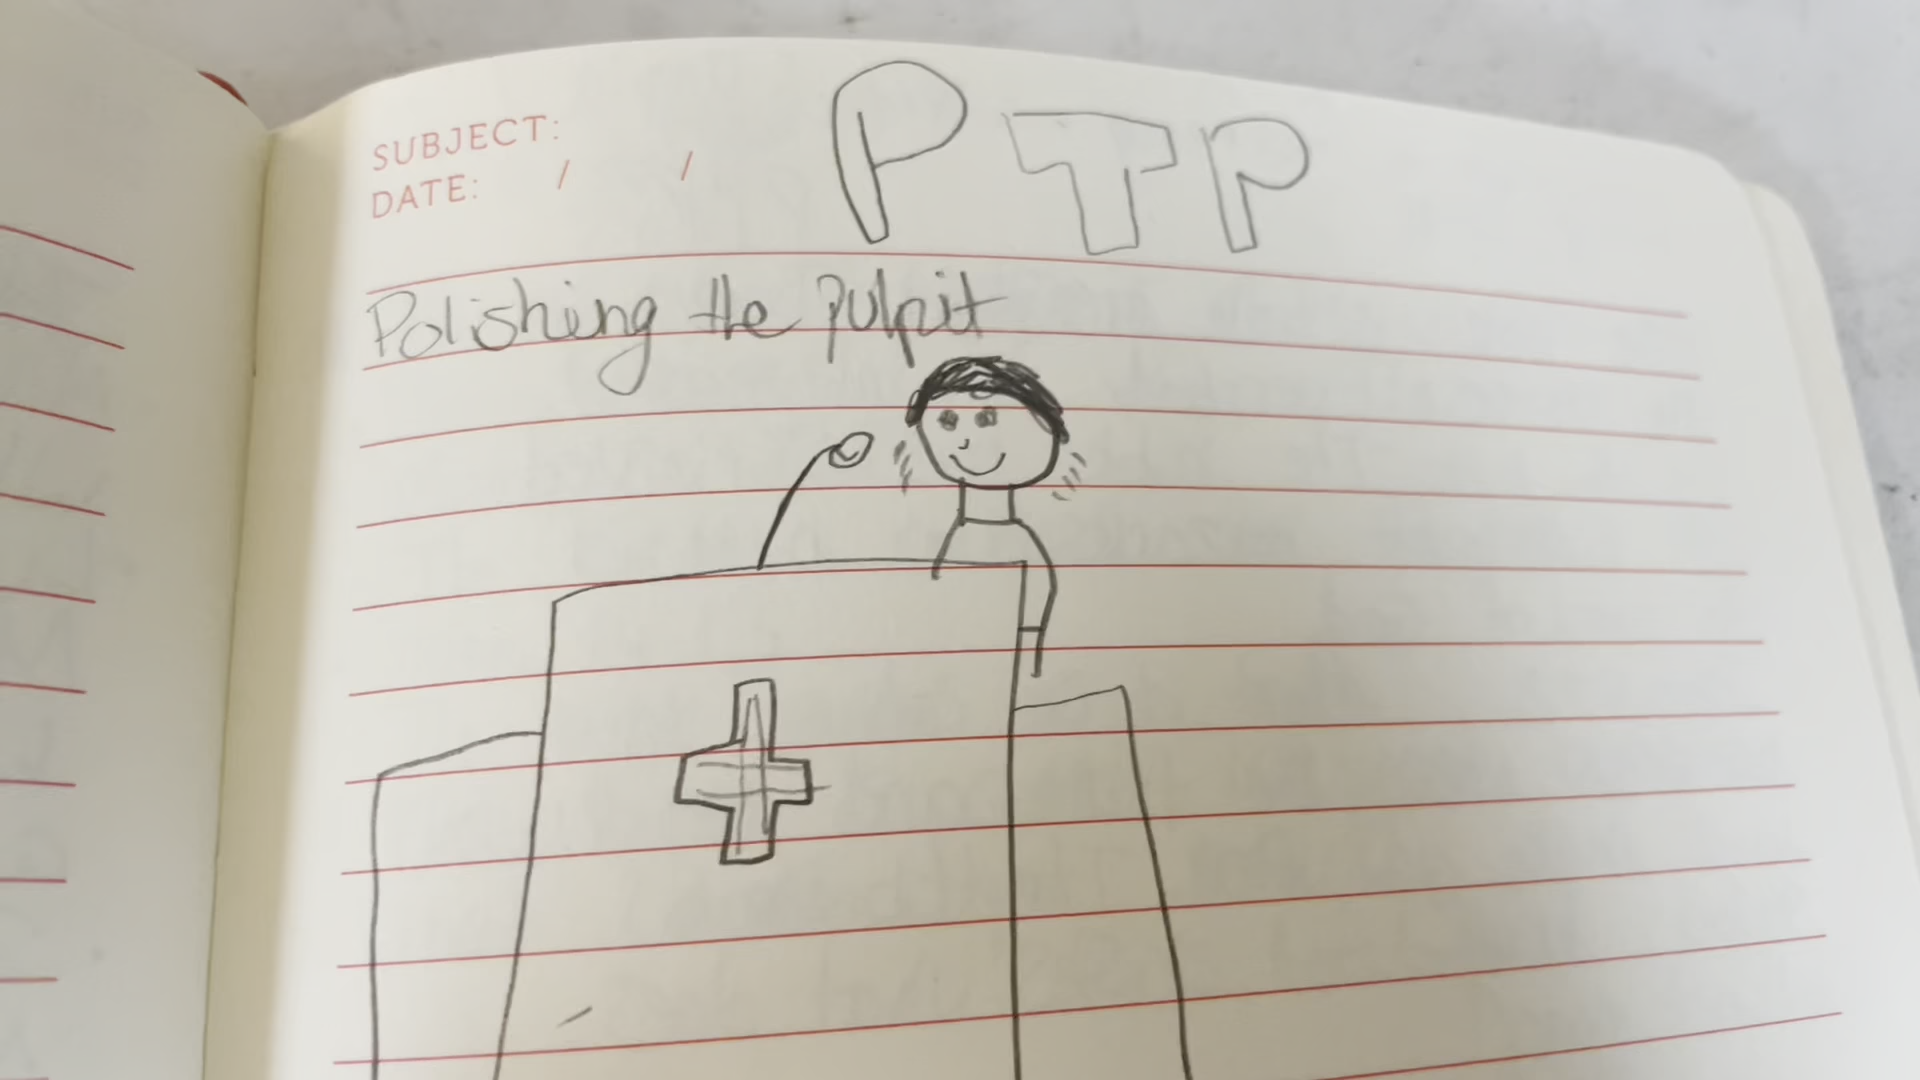 SUBJECT:
DATE: / /
PTP
Polishing the pulpit